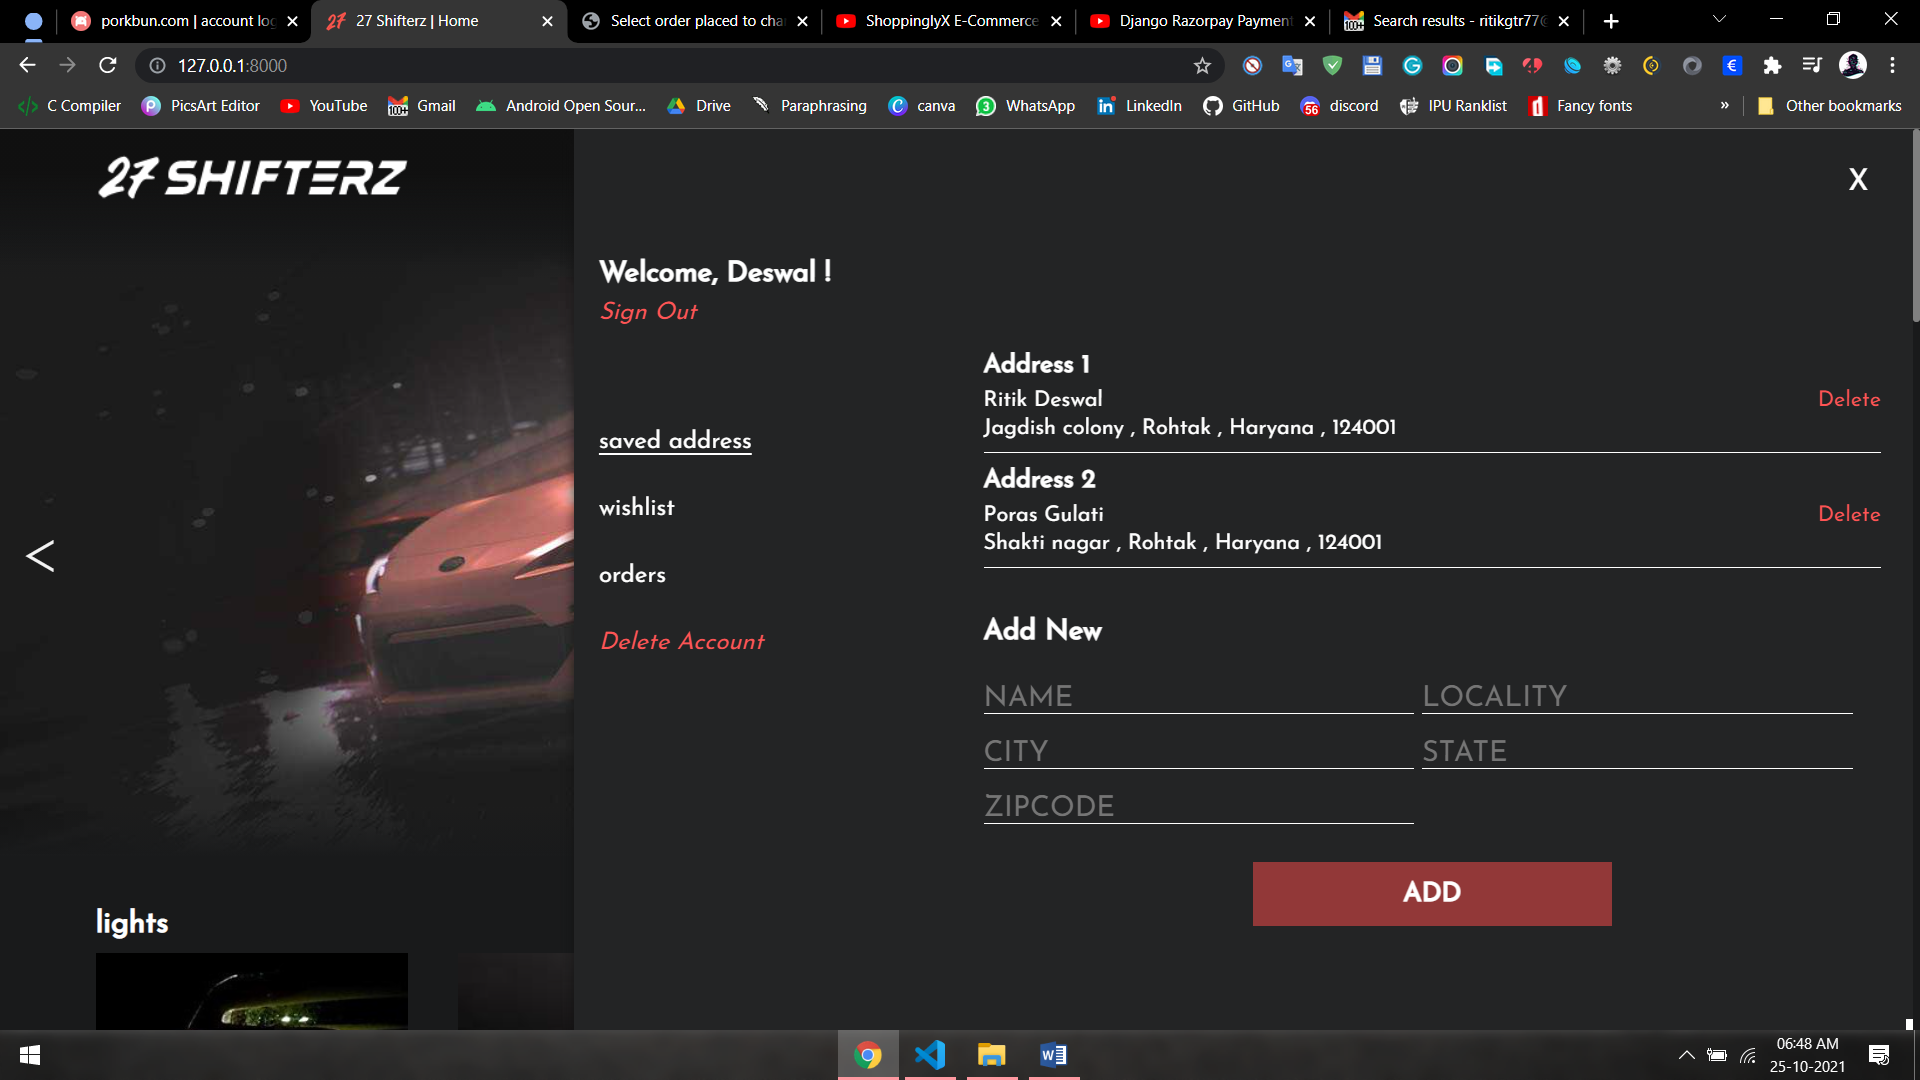 porkbun.com | account log
27 Shifterz | Home
Select order placed to cha
ShoppinglyX E-Commerce
Django Razorpay Payment
Search results - ritikgtr77@
127.0.0.1:8000
C Compiler
PicsArt Editor
YouTube
100+
Gmail
Android Open Sour...
Drive
Paraphrasing
canva
3
WhatsApp
LinkedIn
GitHub
56
discord
IPU Ranklist
Fancy fonts
»
Other bookmarks
27 SHIFTERZ
X
Welcome, Deswal !
Sign Out
saved address
wishlist
orders
Delete Account
Address 1
Ritik Deswal
Delete
Jagdish colony , Rohtak , Haryana , 124001
Address 2
Poras Gulati
Delete
Shakti nagar , Rohtak , Haryana , 124001
Add New
NAME
LOCALITY
CITY
STATE
ZIPCODE
ADD
<
lights
06:48 AM
25-10-2021